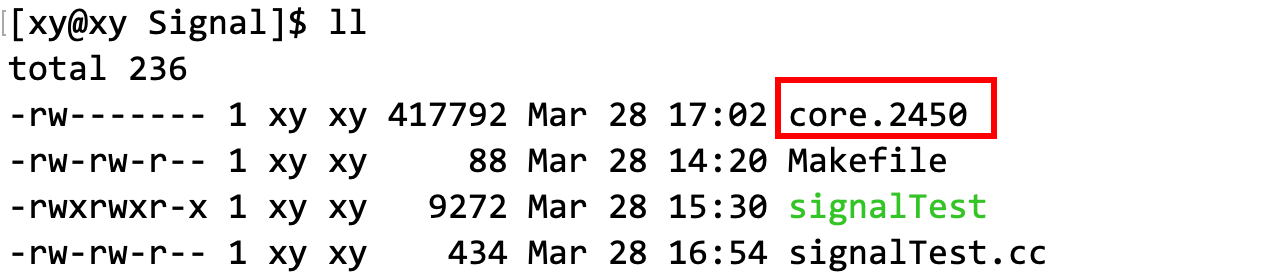 [xy@xy Signal]$ ll
total 236
-rw------- 1 xy xy 417792 Mar 28 17:02 core.2450
-rw-rw-r-- 1 xy xy     88 Mar 28 14:20 Makefile
-rwxrwxr-x 1 xy xy   9272 Mar 28 15:30 signalTest
-rw-rw-r-- 1 xy xy    434 Mar 28 16:54 signalTest.cc